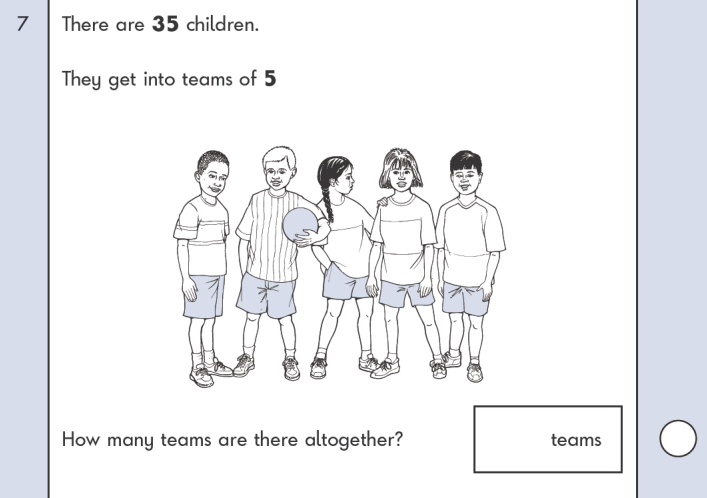 7
There are 35 children.
They get into teams of 5
How many teams are there altogether?
teams